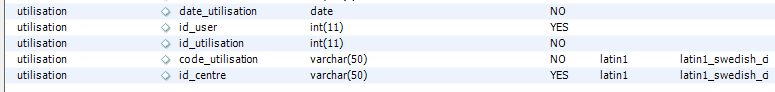 utilisation date_utilisation date NO
utilisation id_user int(11) YES
utilisation id_utilisation int(11) NO
utilisation code_utilisation varchar(50) NO latin1 latin1_swedish_ci
utilisation id_centre varchar(50) YES latin1 latin1_swedish_ci